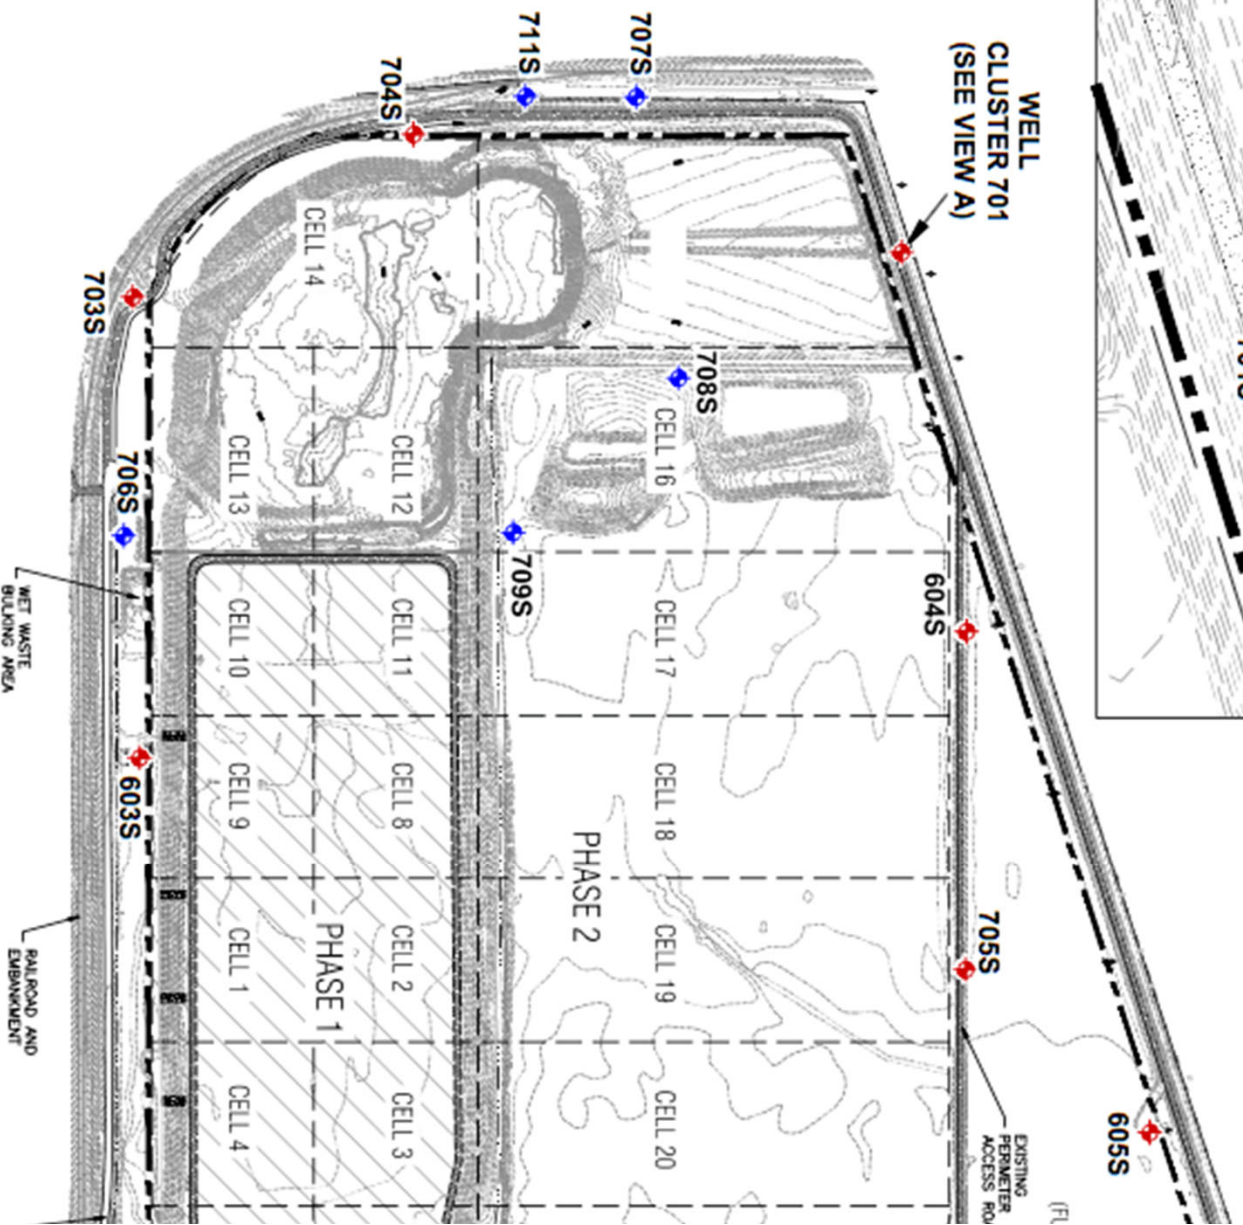 711S
707S
704S
WELL
CLUSTER 701
(SEE VIEW A)
703S
CELL 14
708S
CELL 13
CELL 12
CELL 16
706S
709S
604S
WET WASTE
BULKING AREA
CELL 10
CELL 11
CELL 17
603S
CELL 9
CELL 8
CELL 18
PHASE 2
705S
RAILROAD AND
EMBANKMENT
CELL 1
PHASE 1
CELL 2
CELL 19
CELL 4
CELL 3
CELL 20
605S
EXISTING
PERIMETER
ACCESS